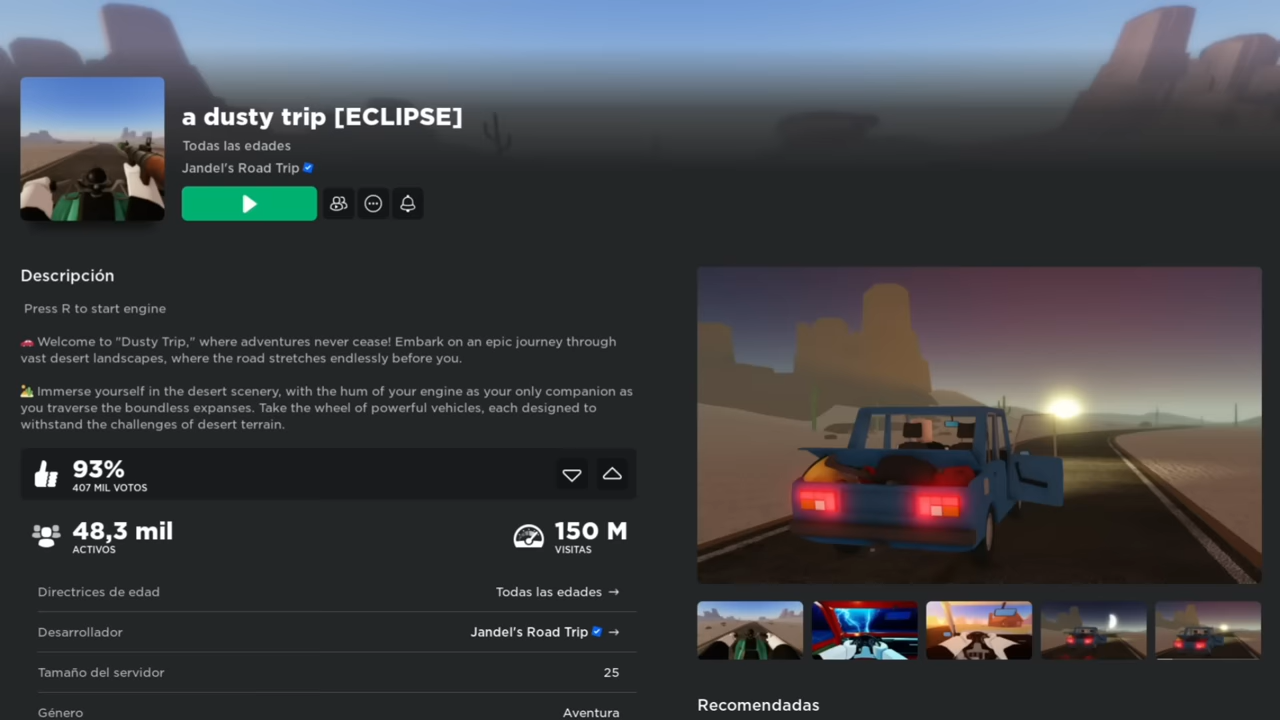 a dusty trip [ECLIPSE]
Todas las edades
Jandel's Road Trip
Descripción
Press R to start engine
🚗 Welcome to "Dusty Trip," where adventures never cease! Embark on an epic journey through
vast desert landscapes, where the road stretches endlessly before you.
🏜️ Immerse yourself in the desert scenery, with the hum of your engine as your only companion as
you traverse the boundless expanses. Take the wheel of powerful vehicles, each designed to
withstand the challenges of desert terrain.
93%
407 MIL VOTOS
48,3 mil
ACTIVOS
150 M
VISITAS
Directrices de edad
Todas las edades →
Desarrollador
Jandel's Road Trip →
Tamaño del servidor
25
Género
Aventura
Recomendadas